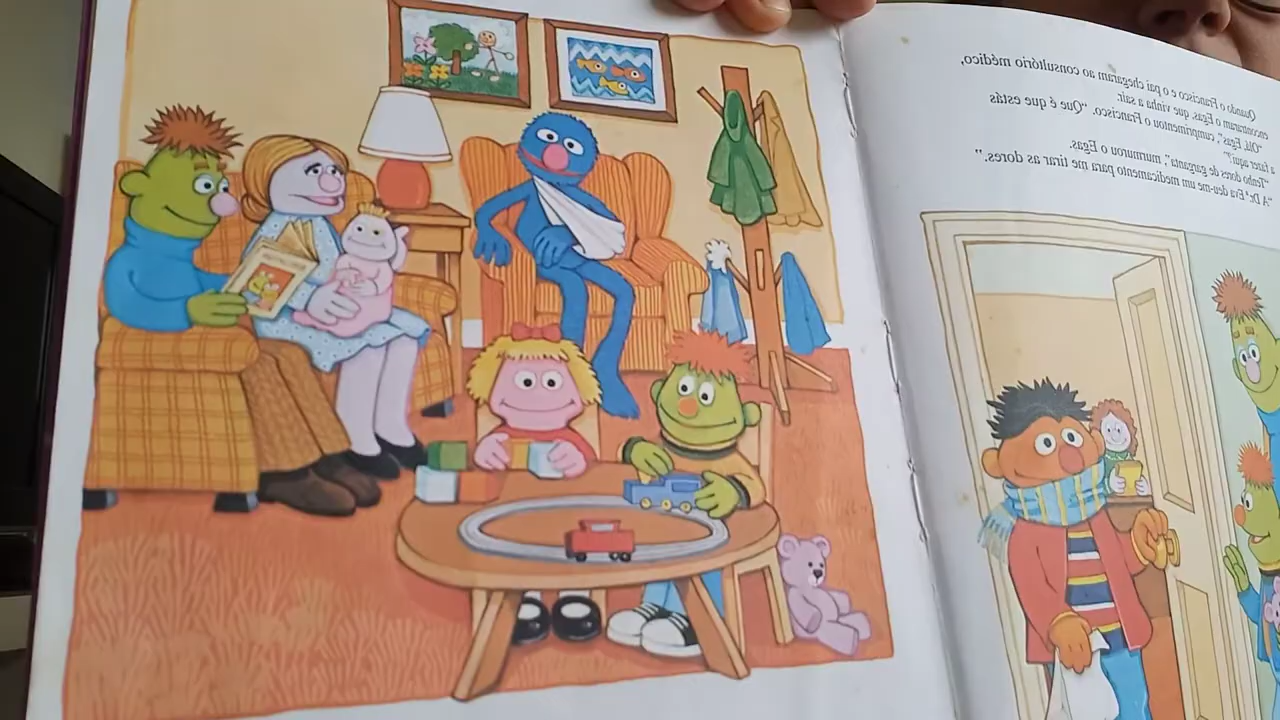 Quando o Francisco e o pai chegaram ao consultório médico,
encontraram o Egas, que vinha a sair.
“Olá, Egas”, cumprimentou o Francisco. “Que é que estás
a fazer aqui?”
“Tenho dores de garganta”, murmurou o Egas.
“A Dr.ª Eva deu-me um medicamento para me tirar as dores.”